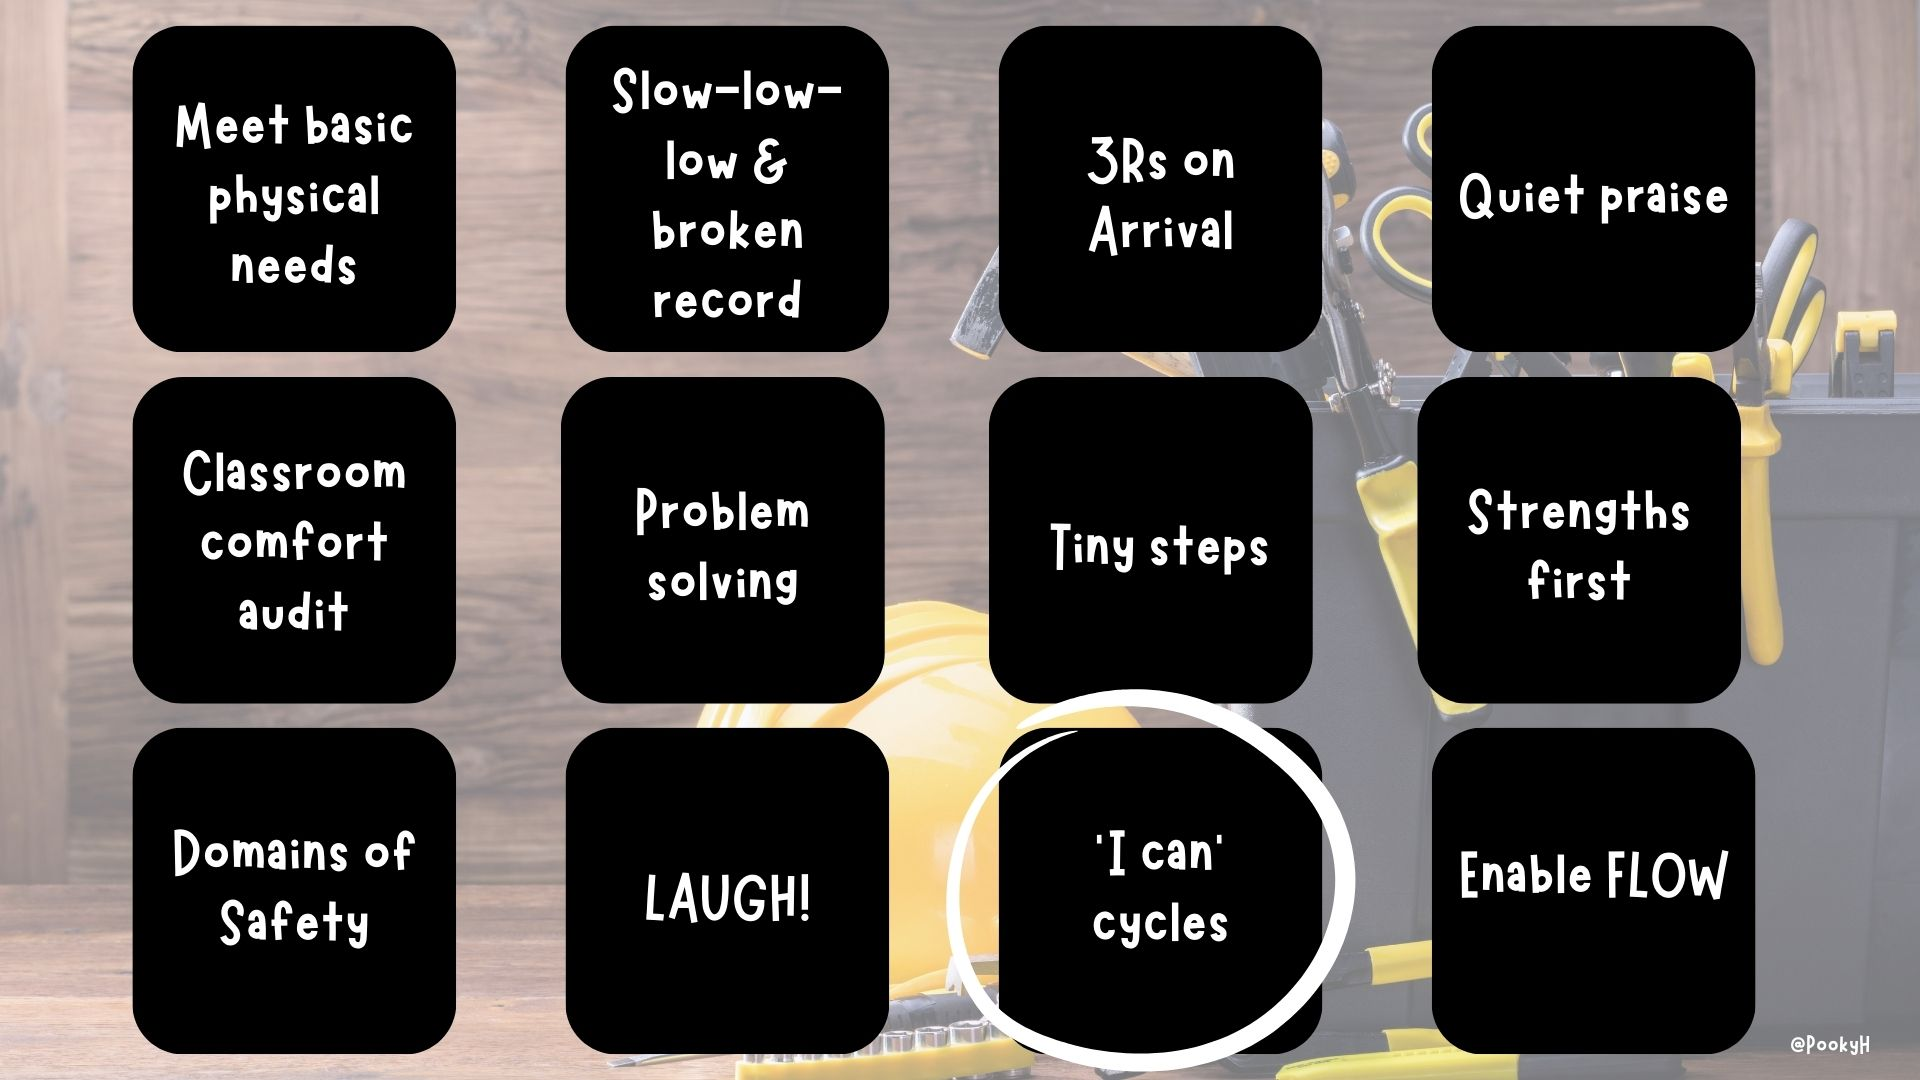 Meet basic
physical
needs
Slow-low-
low &
broken
record
3Rs on
Arrival
Quiet praise
Classroom
comfort
audit
Problem
solving
Tiny steps
Strengths
first
Domains of
Safety
LAUGH!
'I can'
cycles
Enable FLOW
@PookyH